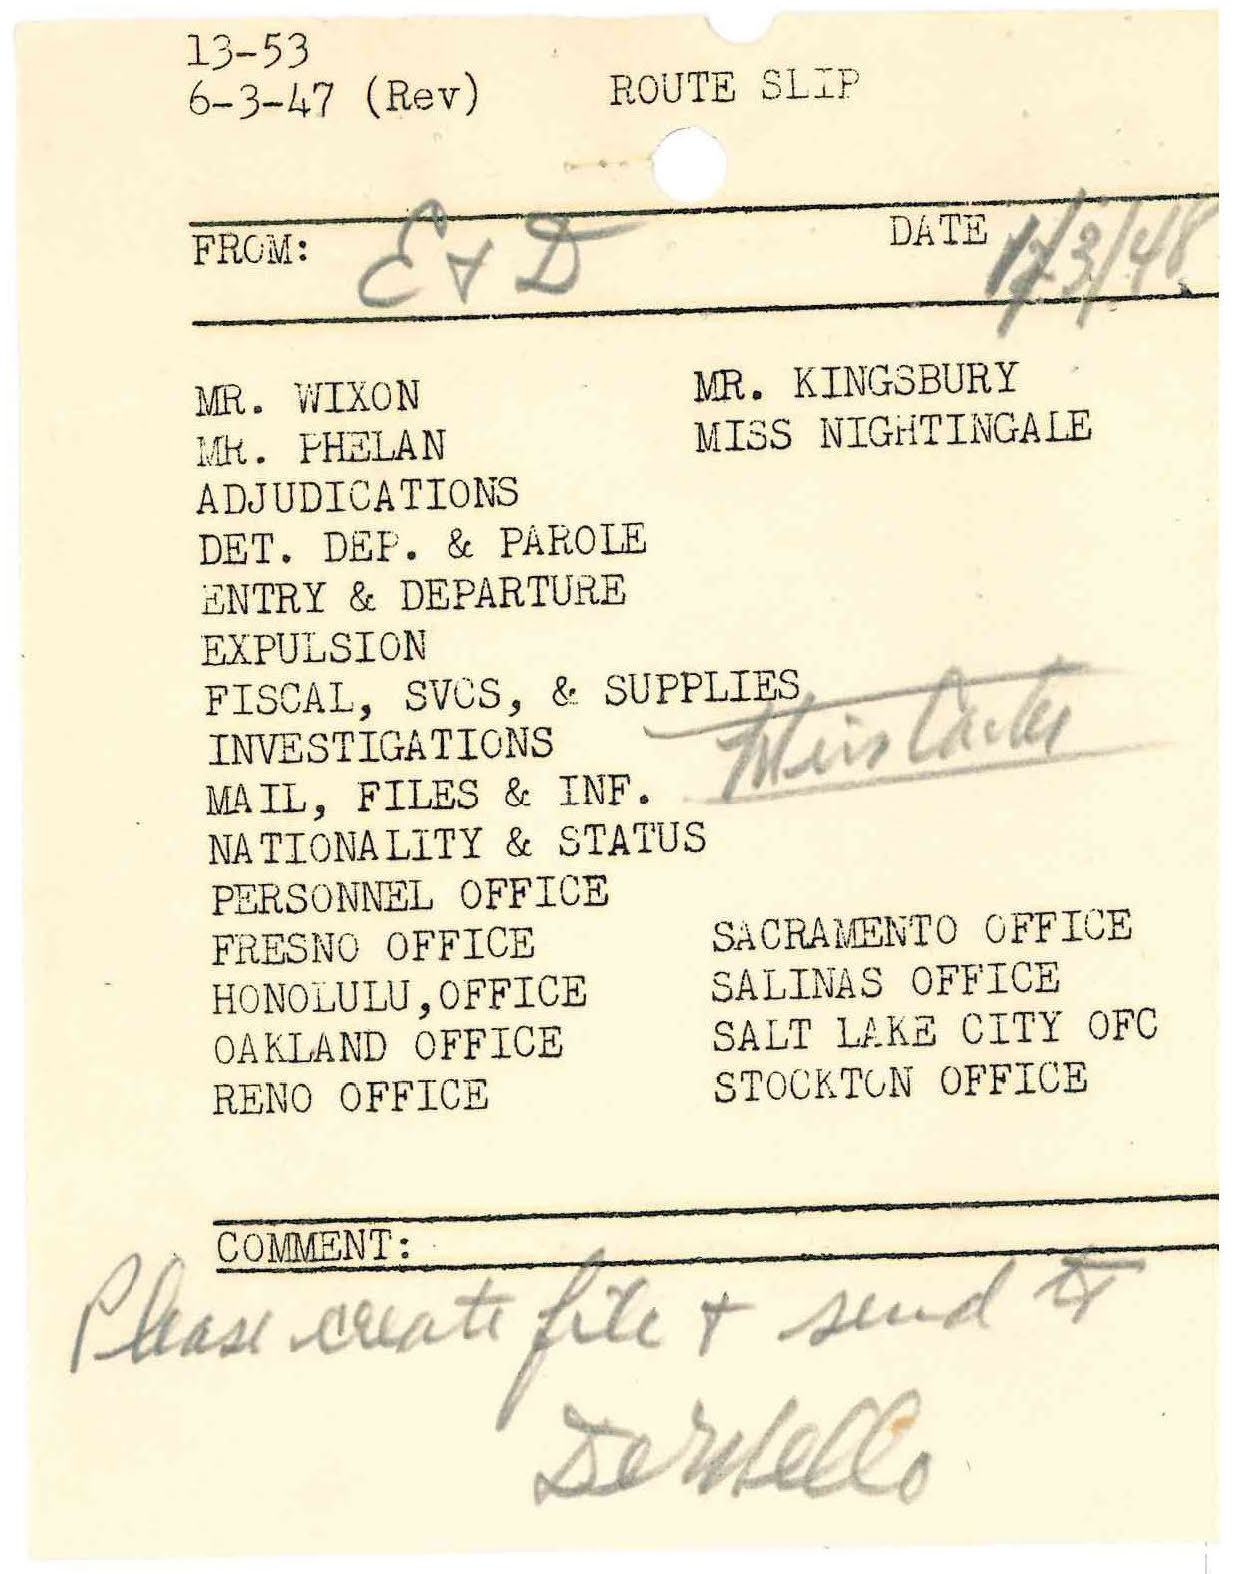 13-53
6-3-47 (Rev) ROUTE SLIP
FROM: E + D DATE 12/3/48
MR. WIXON MR. KINGSBURY
MR. PHELAN MISS NIGHTINGALE
ADJUDICATIONS
DET. DEP. & PAROLE
ENTRY & DEPARTURE
EXPULSION
FISCAL, SVCS, & SUPPLIES
INVESTIGATIONS Miss Carter
MAIL, FILES & INF.
NATIONALITY & STATUS
PERSONNEL OFFICE
FRESNO OFFICE SACRAMENTO OFFICE
HONOLULU,OFFICE SALINAS OFFICE
OAKLAND OFFICE SALT LAKE CITY OFC
RENO OFFICE STOCKTON OFFICE
COMMENT:
Please create file + send to
DeMello